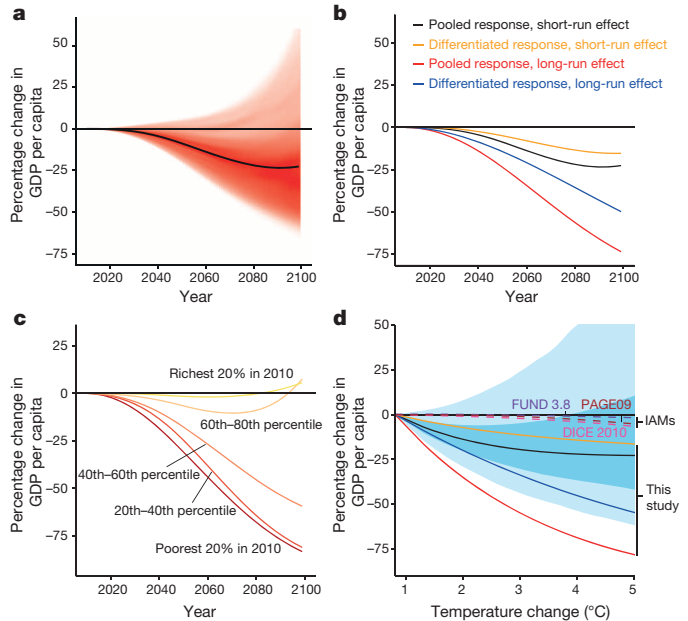 a
Percentage change in
GDP per capita
50
25
0
−25
−50
−75
2020 2040 2060 2080 2100
Year
b
Percentage change in
GDP per capita
50
25
0
−25
−50
−75
Pooled response, short-run effect
Differentiated response, short-run effect
Pooled response, long-run effect
Differentiated response, long-run effect
2020 2040 2060 2080 2100
Year
c
Percentage change in
GDP per capita
25
0
−25
−50
−75
Richest 20% in 2010
60th–80th percentile
40th–60th percentile
20th–40th percentile
Poorest 20% in 2010
2020 2040 2060 2080 2100
Year
d
Percentage change in
GDP per capita
50
25
0
−25
−50
−75
FUND 3.8 PAGE09
DICE 2010
IAMs
This
study
1 2 3 4 5
Temperature change (°C)